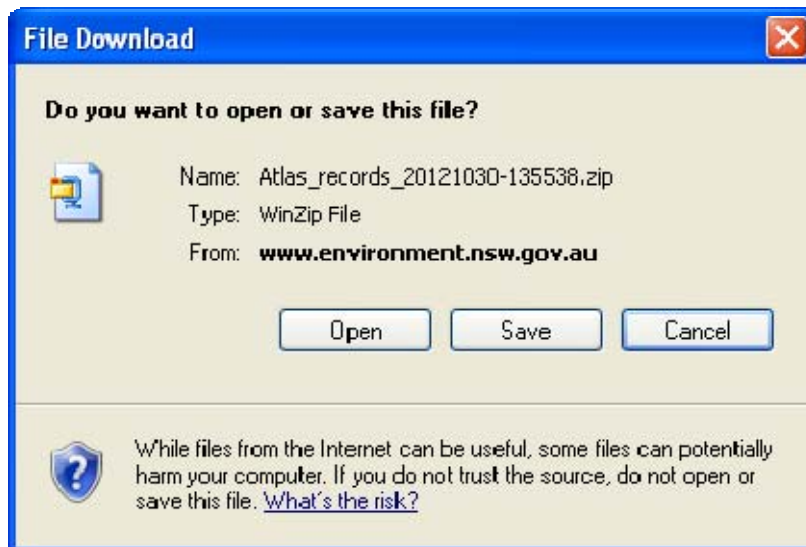 File Download
Do you want to open or save this file?
Name: Atlas_records_20121030-135538.zip
Type: WinZip File
From: www.environment.nsw.gov.au
Open Save Cancel
While files from the Internet can be useful, some files can potentially
harm your computer. If you do not trust the source, do not open or
save this file. What's the risk?